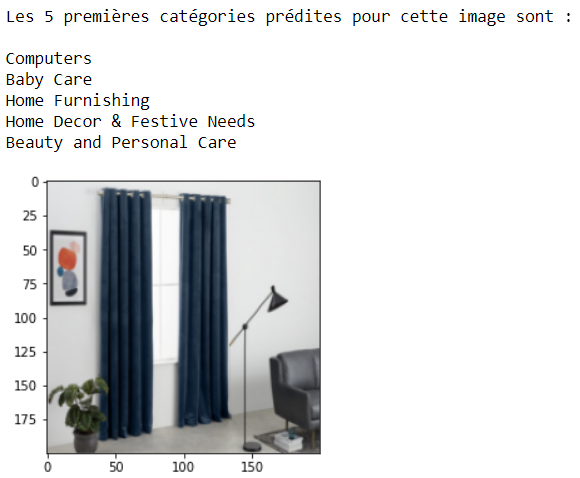 Les 5 premières catégories prédites pour cette image sont :
Computers
Baby Care
Home Furnishing
Home Decor & Festive Needs
Beauty and Personal Care
0
25
50
75
100
125
150
175
0 50 100 150